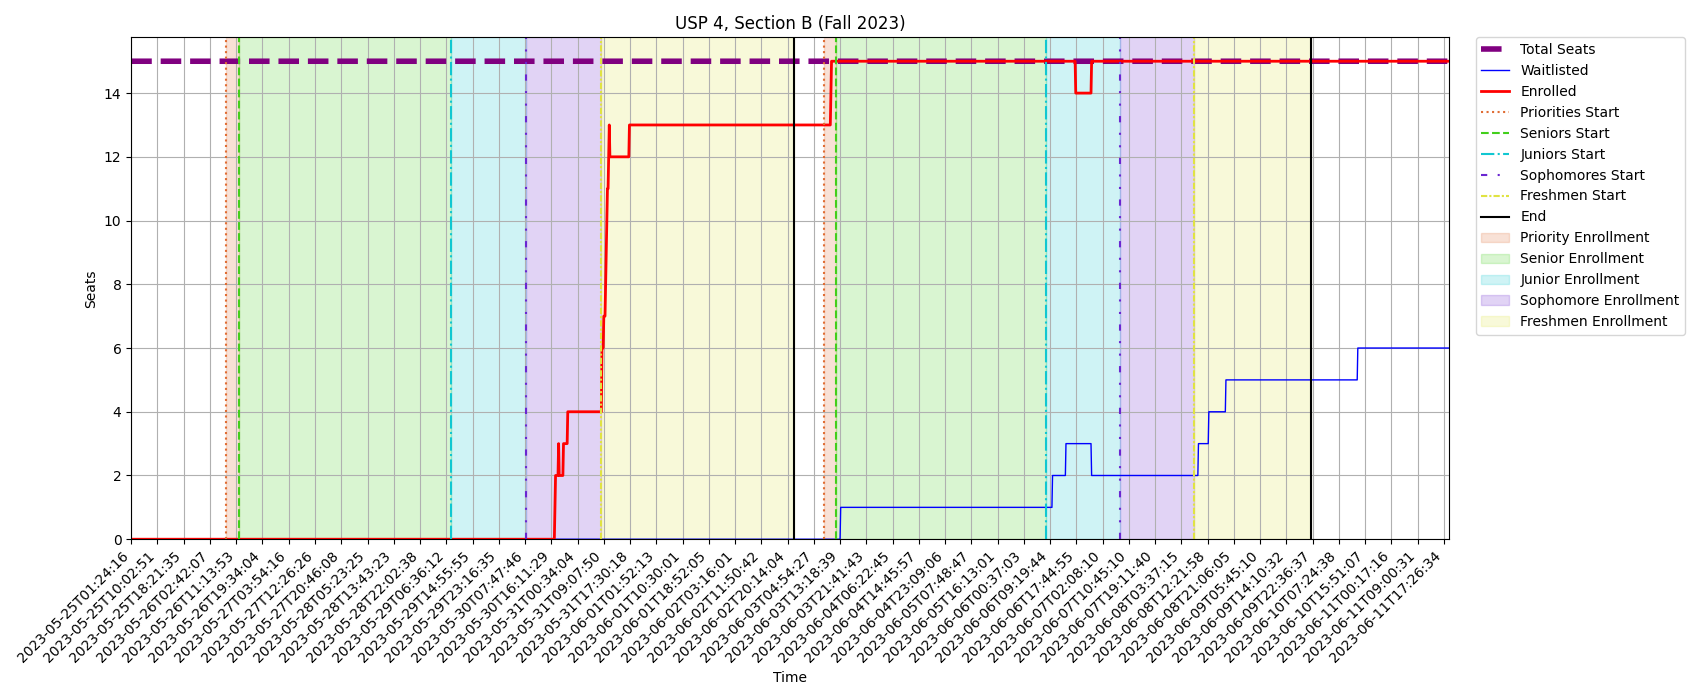 USP 4, Section B (Fall 2023)
Seats
14
12
10
8
6
4
2
0
2023-05-25T01:24:16
2023-05-25T10:02:51
2023-05-25T18:21:35
2023-05-26T02:42:07
2023-05-26T11:13:53
2023-05-26T19:34:04
2023-05-27T03:54:16
2023-05-27T12:26:26
2023-05-27T20:46:08
2023-05-28T05:23:25
2023-05-28T13:43:23
2023-05-28T22:02:38
2023-05-29T06:36:12
2023-05-29T14:55:55
2023-05-29T23:16:35
2023-05-30T07:47:46
2023-05-30T16:11:29
2023-05-31T00:34:04
2023-05-31T09:07:50
2023-05-31T17:30:18
2023-06-01T01:52:13
2023-06-01T10:30:01
2023-06-01T18:52:05
2023-06-02T03:16:01
2023-06-02T11:50:42
2023-06-02T20:14:04
2023-06-03T04:54:27
2023-06-03T13:18:39
2023-06-03T21:41:43
2023-06-04T06:22:45
2023-06-04T14:45:57
2023-06-04T23:09:06
2023-06-05T07:48:47
2023-06-05T16:13:01
2023-06-06T00:37:03
2023-06-06T09:19:44
2023-06-06T17:44:55
2023-06-07T02:08:10
2023-06-07T10:45:10
2023-06-07T19:11:40
2023-06-08T03:37:15
2023-06-08T12:21:58
2023-06-08T21:06:05
2023-06-09T05:45:10
2023-06-09T14:10:32
2023-06-09T22:36:37
2023-06-10T07:24:38
2023-06-10T15:51:07
2023-06-11T00:17:16
2023-06-11T09:00:31
2023-06-11T17:26:34
Time
Total Seats
Waitlisted
Enrolled
Priorities Start
Seniors Start
Juniors Start
Sophomores Start
Freshmen Start
End
Priority Enrollment
Senior Enrollment
Junior Enrollment
Sophomore Enrollment
Freshmen Enrollment